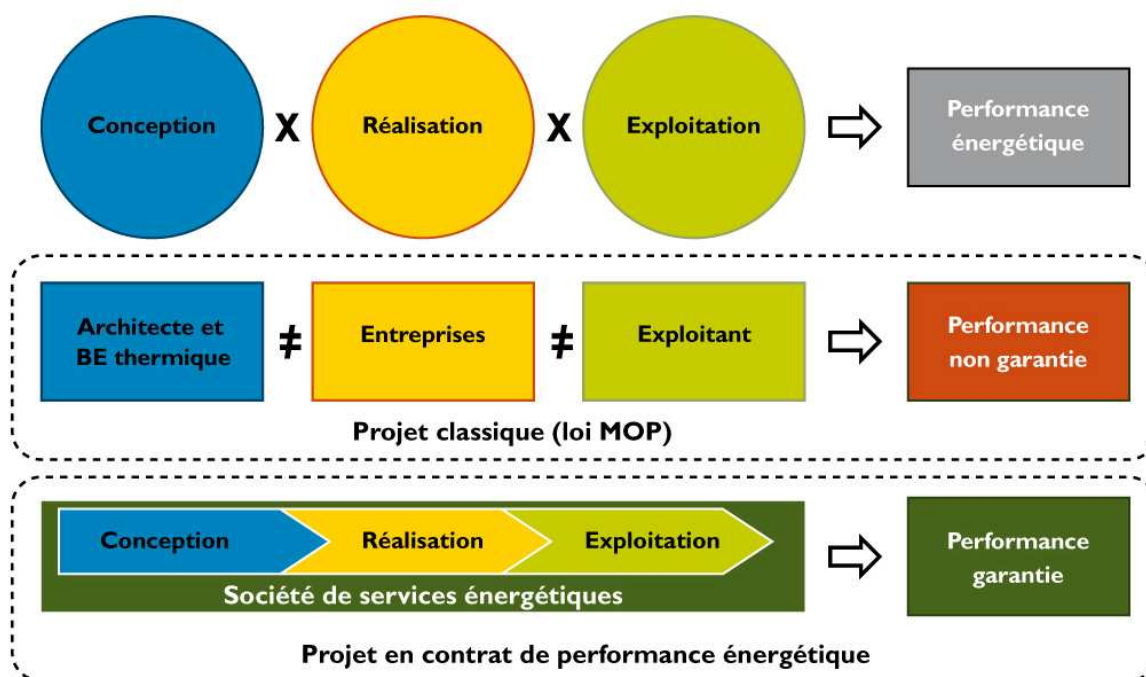 Conception X Réalisation X Exploitation
Performance
énergétique
Architecte et
BE thermique
≠
Entreprises
≠
Exploitant
Performance
non garantie
Projet classique (loi MOP)
Conception
Réalisation
Exploitation
Société de services énergétiques
Performance
garantie
Projet en contrat de performance énergétique